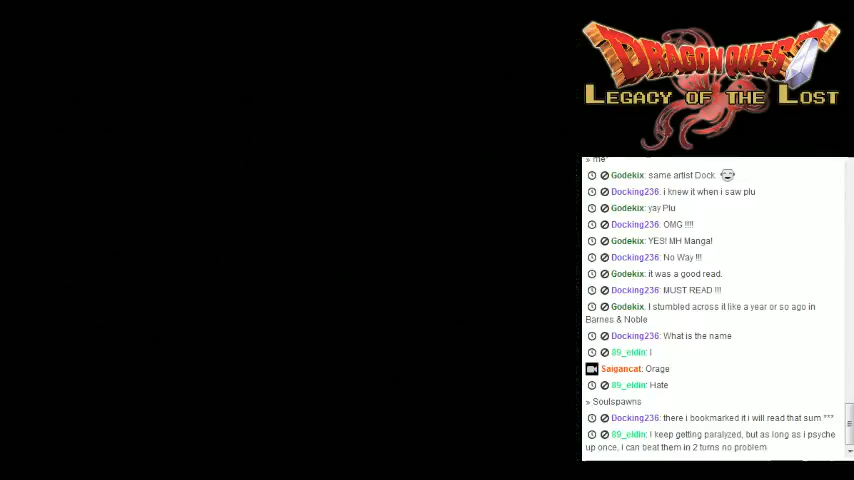 DRAGON QUEST
LEGACY OF THE LOST
» me
Godekix: same artist Dock
Docking236: i knew it when i saw plu
Godekix: yay Plu
Docking236: OMG !!!!
Godekix: YES! MH Manga!
Docking236: No Way !!!
Godekix: it was a good read.
Docking236: MUST READ !!!
Godekix: I stumbled across it like a year or so ago in
Barnes & Noble
Docking236: What is the name
89_eldin: I
Saigancat: Orage
89_eldin: Hate
» Soulspawns
Docking236: there i bookmarked it i will read that sum ***
89_eldin: I keep getting paralyzed, but as long as i psyche
up once, i can beat them in 2 turns no problem